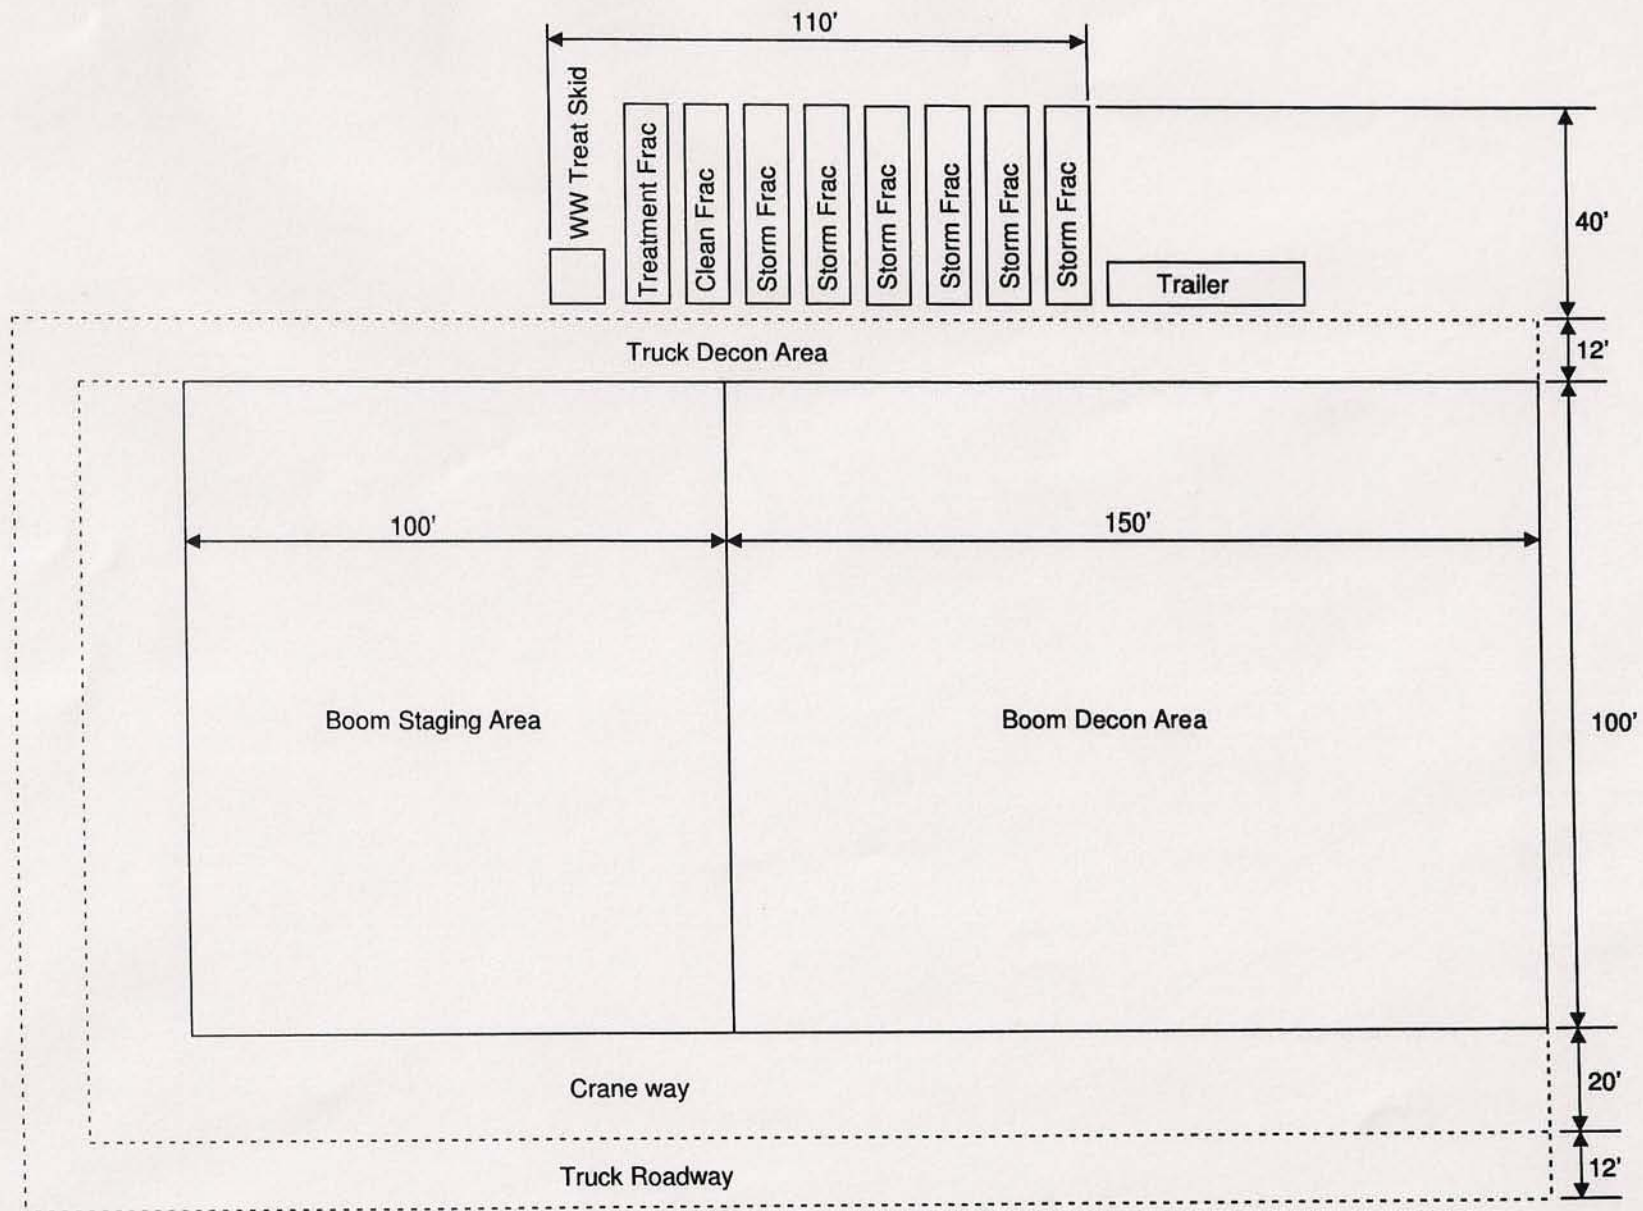 110'
WW Treat Skid
Treatment Frac
Clean Frac
Storm Frac
Storm Frac
Storm Frac
Storm Frac
Storm Frac
Storm Frac
Trailer
40'
Truck Decon Area
12'
100'
150'
Boom Staging Area
Boom Decon Area
100'
Crane way
20'
Truck Roadway
12'